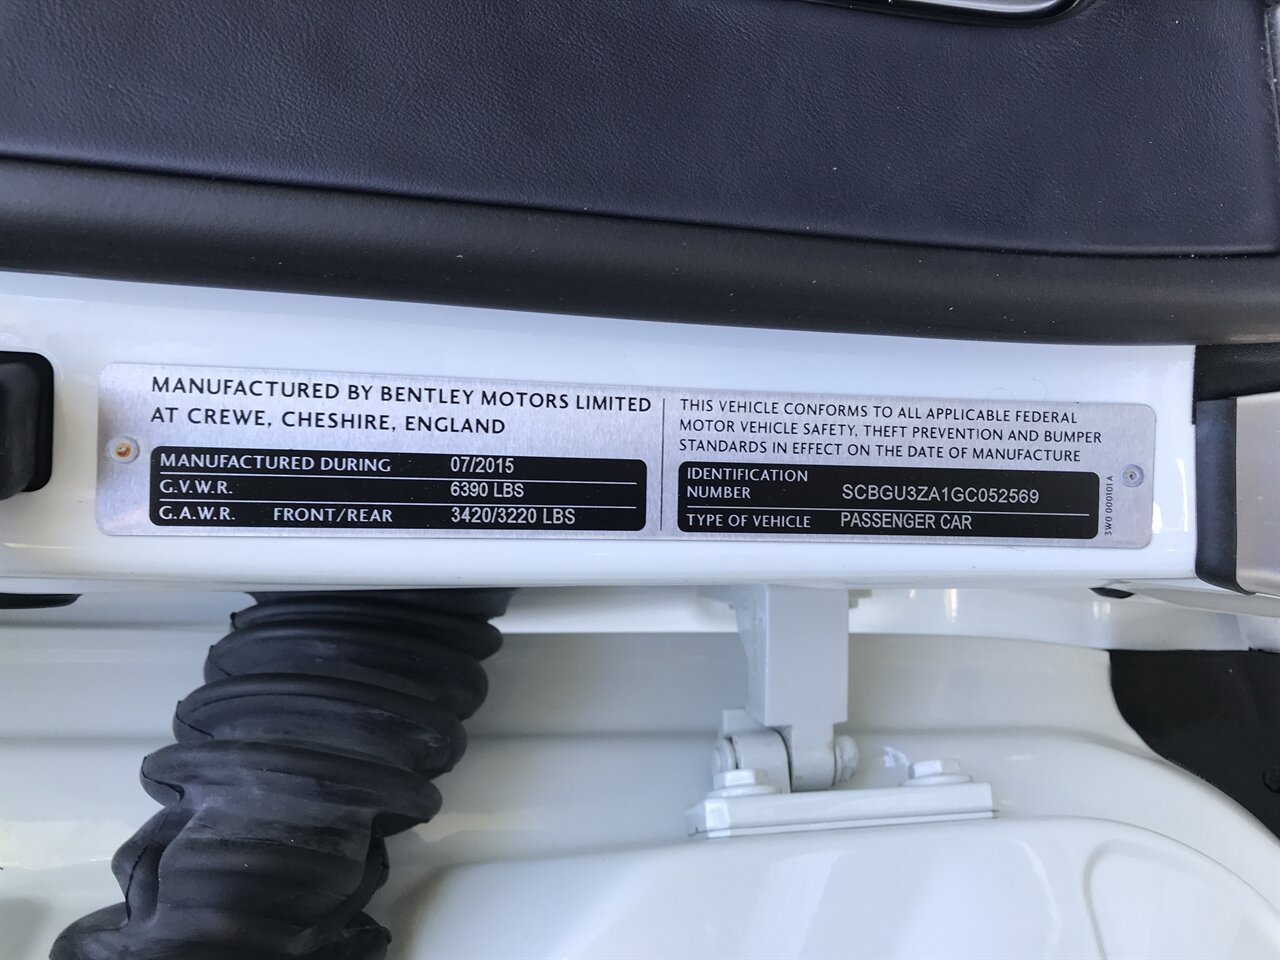 MANUFACTURED BY BENTLEY MOTORS LIMITED
AT CREWE, CHESHIRE, ENGLAND
MANUFACTURED DURING 07/2015
G.V.W.R. 6390 LBS
G.A.W.R. FRONT/REAR 3420/3220 LBS
THIS VEHICLE CONFORMS TO ALL APPLICABLE FEDERAL
MOTOR VEHICLE SAFETY, THEFT PREVENTION AND BUMPER
STANDARDS IN EFFECT ON THE DATE OF MANUFACTURE
IDENTIFICATION
NUMBER SCBGU3ZA1GC052569
TYPE OF VEHICLE PASSENGER CAR
3W0 000101 A